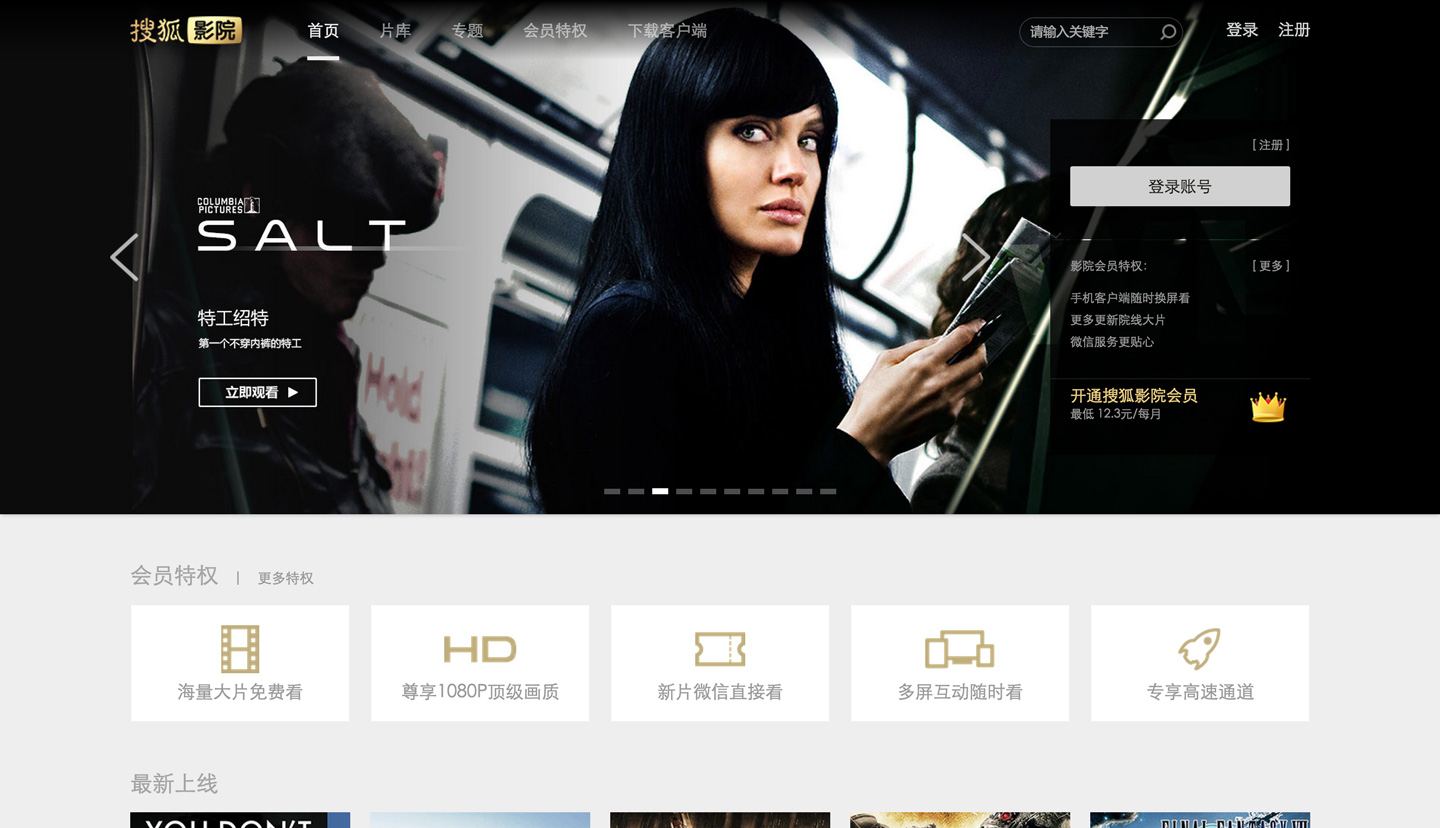 搜狐影院
首页 片库 专题 会员特权 下载客户端
请输入关键字
登录 注册
[ 注册 ]
登录账号
COLUMBIA
PICTURES
SALT
特工绍特
第一个不穿内裤的特工
立即观看
Hold
影院会员特权: [ 更多 ]
手机客户端随时换屏看
更多更新院线大片
微信服务更贴心
开通搜狐影院会员
最低 12.3元/每月
会员特权 | 更多特权
海量大片免费看
HD
尊享1080P顶级画质
新片微信直接看
多屏互动随时看
专享高速通道
最新上线
YOU DON'T
FINAL FANTASY VII